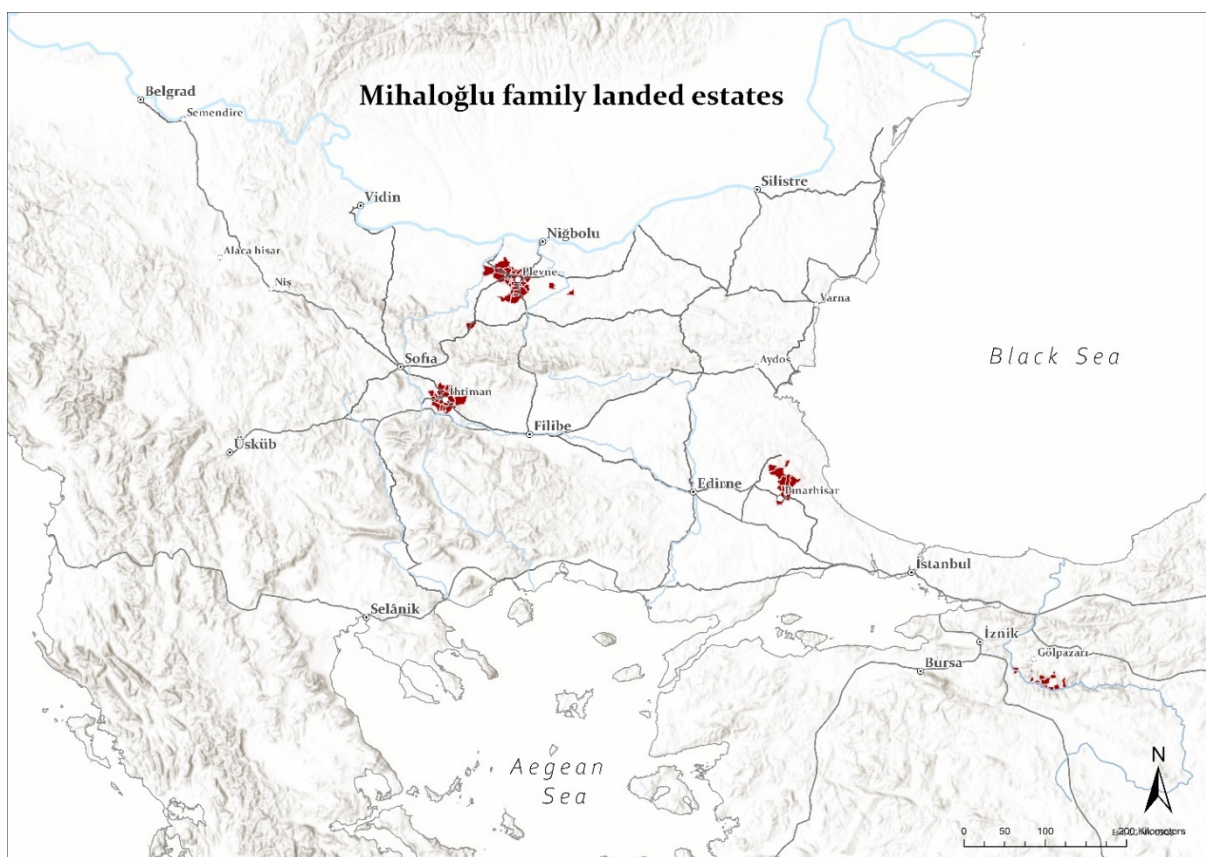 Mihaloğlu family landed estates
Belgrad
Semendire
Silistre
Vidin
Niğbolu
Alaca hisar
Plevne
Niş
Varna
Sofia
Aydos
Black Sea
İhtiman
Filibe
Üsküb
Edirne
Pınarhisar
İstanbul
Selânik
İznik
Gölpazarı
Bursa
Aegean
Sea
N
200 Kilometers
0 50 100